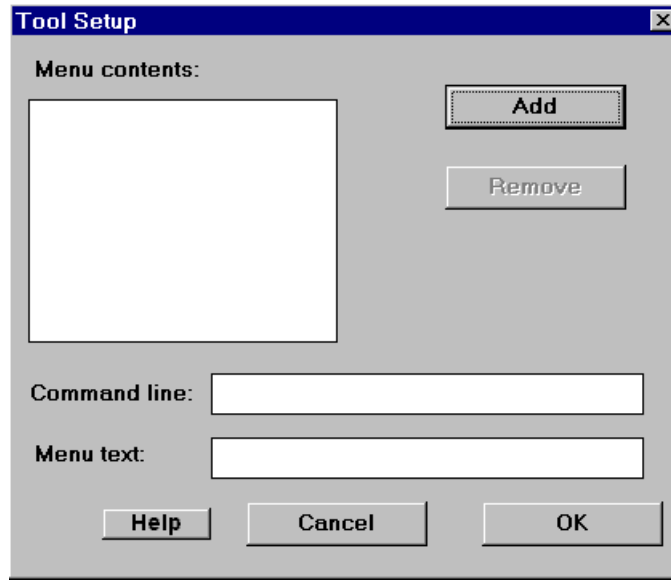 Tool Setup
Menu contents:
Add
Remove
Command line:
Menu text:
Help Cancel OK